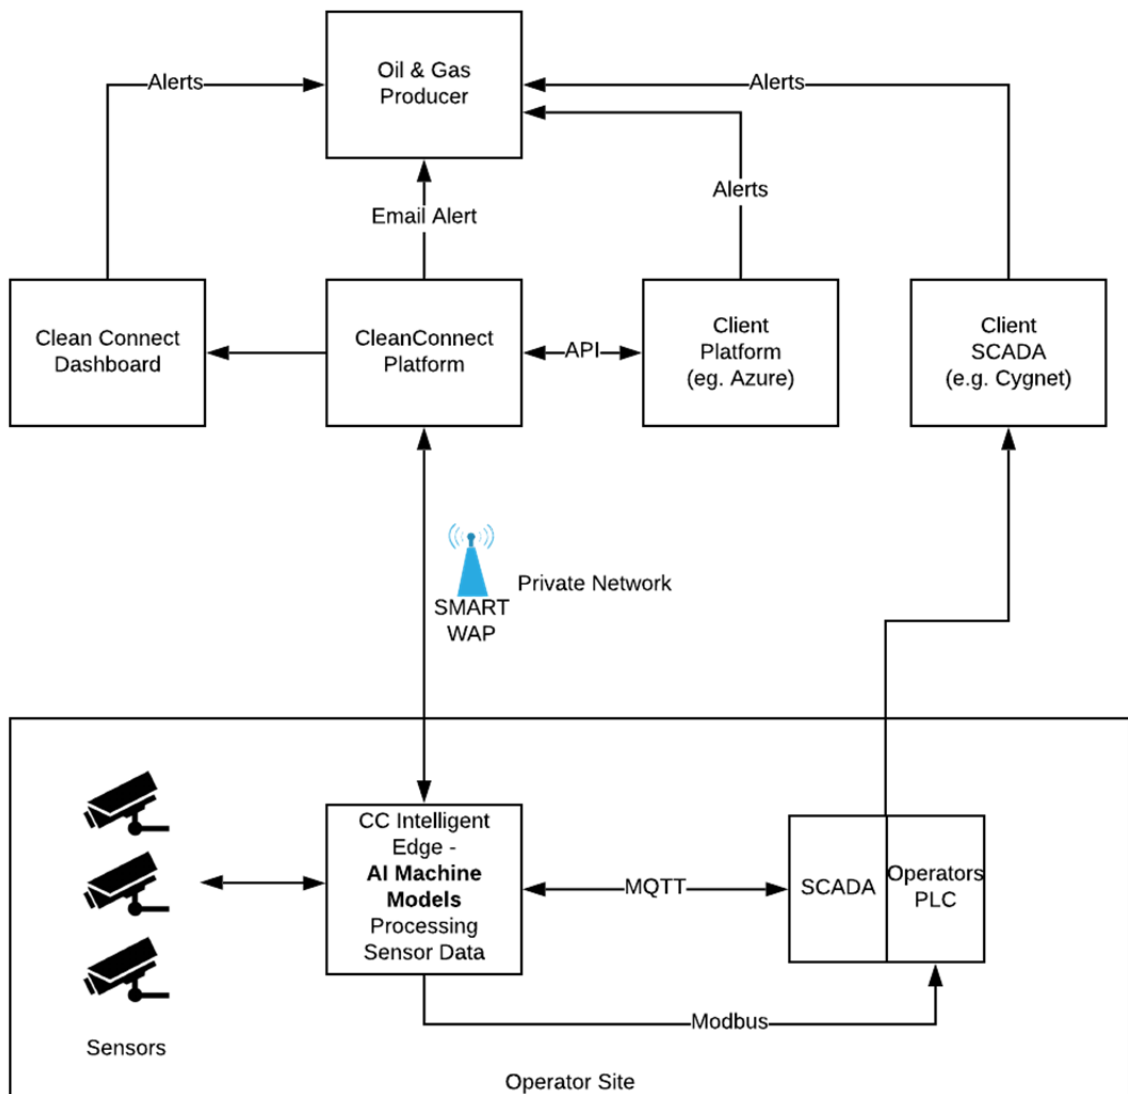 Oil & Gas
Producer
Alerts
Alerts
Alerts
Email Alert
Clean Connect
Dashboard
CleanConnect
Platform
API
Client
Platform
(eg. Azure)
Client
SCADA
(e.g. Cygnet)
SMART
WAP
Private Network
CC Intelligent
Edge -
AI Machine
Models
Processing
Sensor Data
MQTT
SCADA
Operators
PLC
Modbus
Sensors
Operator Site